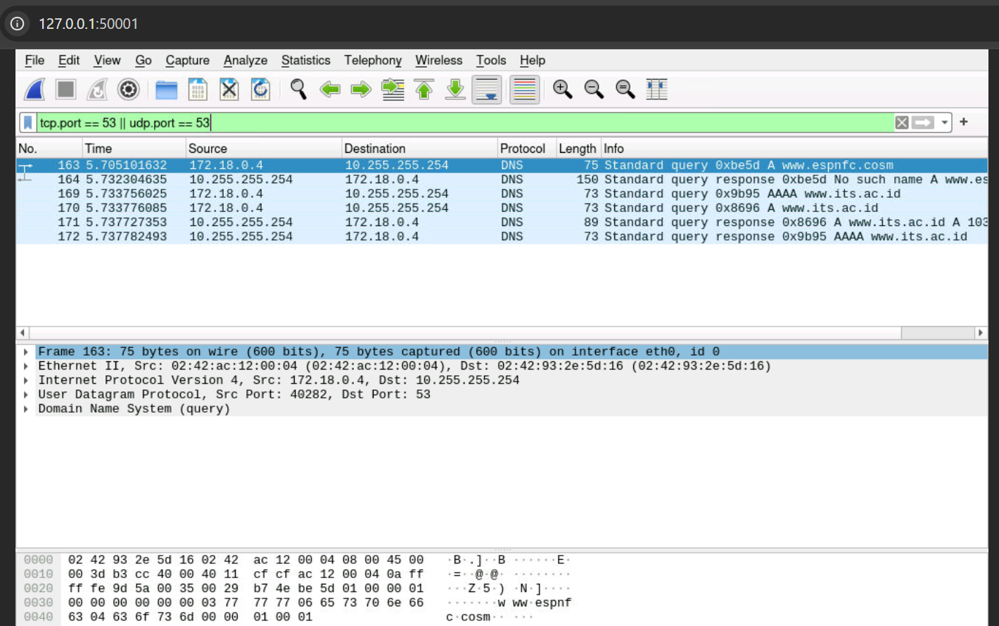 127.0.0.1:50001
File Edit View Go Capture Analyze Statistics Telephony Wireless Tools Help
tcp.port == 53 || udp.port == 53
No. Time Source Destination Protocol Length Info
163 5.705101632 172.18.0.4 10.255.255.254 DNS 75 Standard query 0xbe5d A www.espnfc.cosm
164 5.732304635 10.255.255.254 172.18.0.4 DNS 150 Standard query response 0xbe5d No such name A www.es
169 5.733756025 172.18.0.4 10.255.255.254 DNS 73 Standard query 0x9b95 AAAA www.its.ac.id
170 5.733776085 172.18.0.4 10.255.255.254 DNS 73 Standard query 0x8696 A www.its.ac.id
171 5.737727353 10.255.255.254 172.18.0.4 DNS 89 Standard query response 0x8696 A www.its.ac.id A 103
172 5.737782493 10.255.255.254 172.18.0.4 DNS 73 Standard query response 0x9b95 AAAA www.its.ac.id
Frame 163: 75 bytes on wire (600 bits), 75 bytes captured (600 bits) on interface eth0, id 0
Ethernet II, Src: 02:42:ac:12:00:04 (02:42:ac:12:00:04), Dst: 02:42:93:2e:5d:16 (02:42:93:2e:5d:16)
Internet Protocol Version 4, Src: 172.18.0.4, Dst: 10.255.255.254
User Datagram Protocol, Src Port: 40282, Dst Port: 53
Domain Name System (query)
0000 02 42 93 2e 5d 16 02 42 ac 12 00 04 08 00 45 00 ·B·.]··B ······E·
0010 00 3d b3 cc 40 00 40 11 cf cf ac 12 00 04 0a ff ·=··@·@· ········
0020 ff fe 9d 5a 00 35 00 29 b7 4e be 5d 01 00 00 01 ···Z·5·) ·N·]····
0030 00 00 00 00 00 00 03 77 77 77 06 65 73 70 6e 66 ·······w ww·espnf
0040 63 04 63 6f 73 6d 00 00 01 00 01 c·cosm·· ···